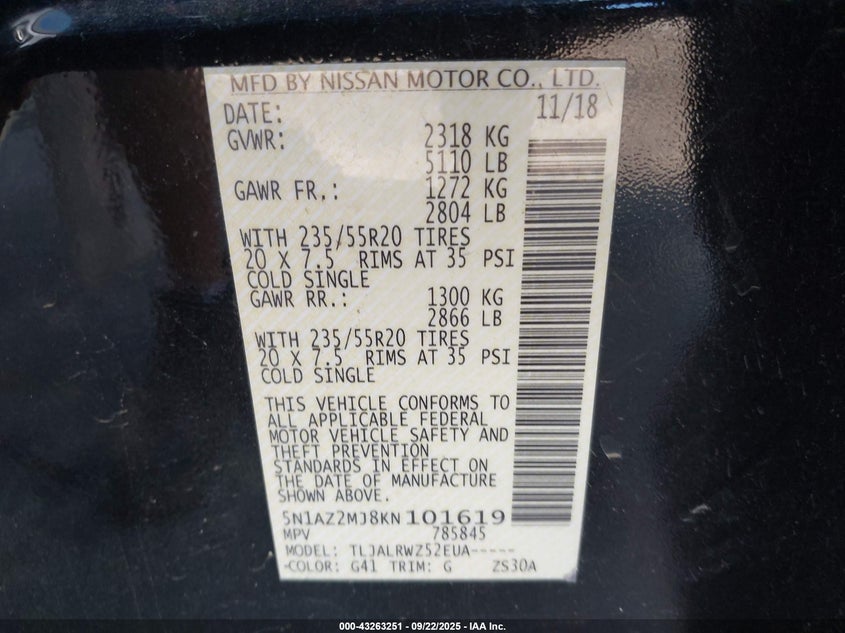 MFD BY NISSAN MOTOR CO., LTD.
DATE: 11/18
GVWR: 2318 KG
5110 LB
GAWR FR.: 1272 KG
2804 LB
WITH 235/55R20 TIRES
20 X 7.5 RIMS AT 35 PSI
COLD SINGLE
GAWR RR.: 1300 KG
2866 LB
WITH 235/55R20 TIRES
20 X 7.5 RIMS AT 35 PSI
COLD SINGLE
THIS VEHICLE CONFORMS TO
ALL APPLICABLE FEDERAL
MOTOR VEHICLE SAFETY AND
THEFT PREVENTION
STANDARDS IN EFFECT ON
THE DATE OF MANUFACTURE
SHOWN ABOVE.
5N1AZ2MJ8KN 101619
MPV 785845
MODEL: TLJALRWZ52EUA-----
COLOR: G41 TRIM: G ZS30A
000-43263251 - 09/22/2025 - IAA Inc.